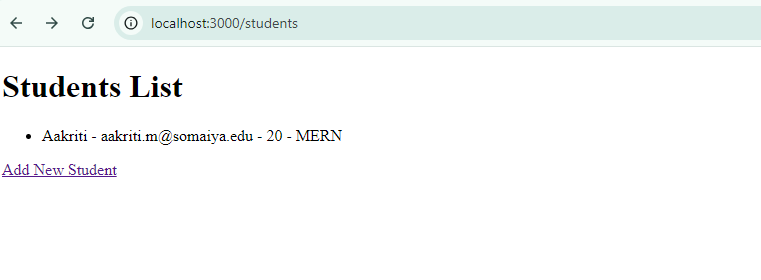 localhost:3000/students
Students List
• Aakriti - aakriti.m@somaiya.edu - 20 - MERN
Add New Student